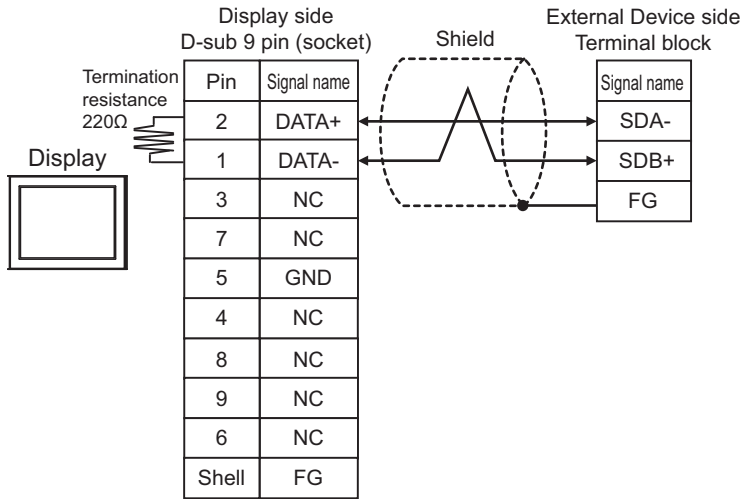 Display side
D-sub 9 pin (socket)
Shield
External Device side
Terminal block
Termination
resistance
220Ω
Display
Pin Signal name
2 DATA+
1 DATA-
3 NC
7 NC
5 GND
4 NC
8 NC
9 NC
6 NC
Shell FG
Signal name
SDA-
SDB+
FG